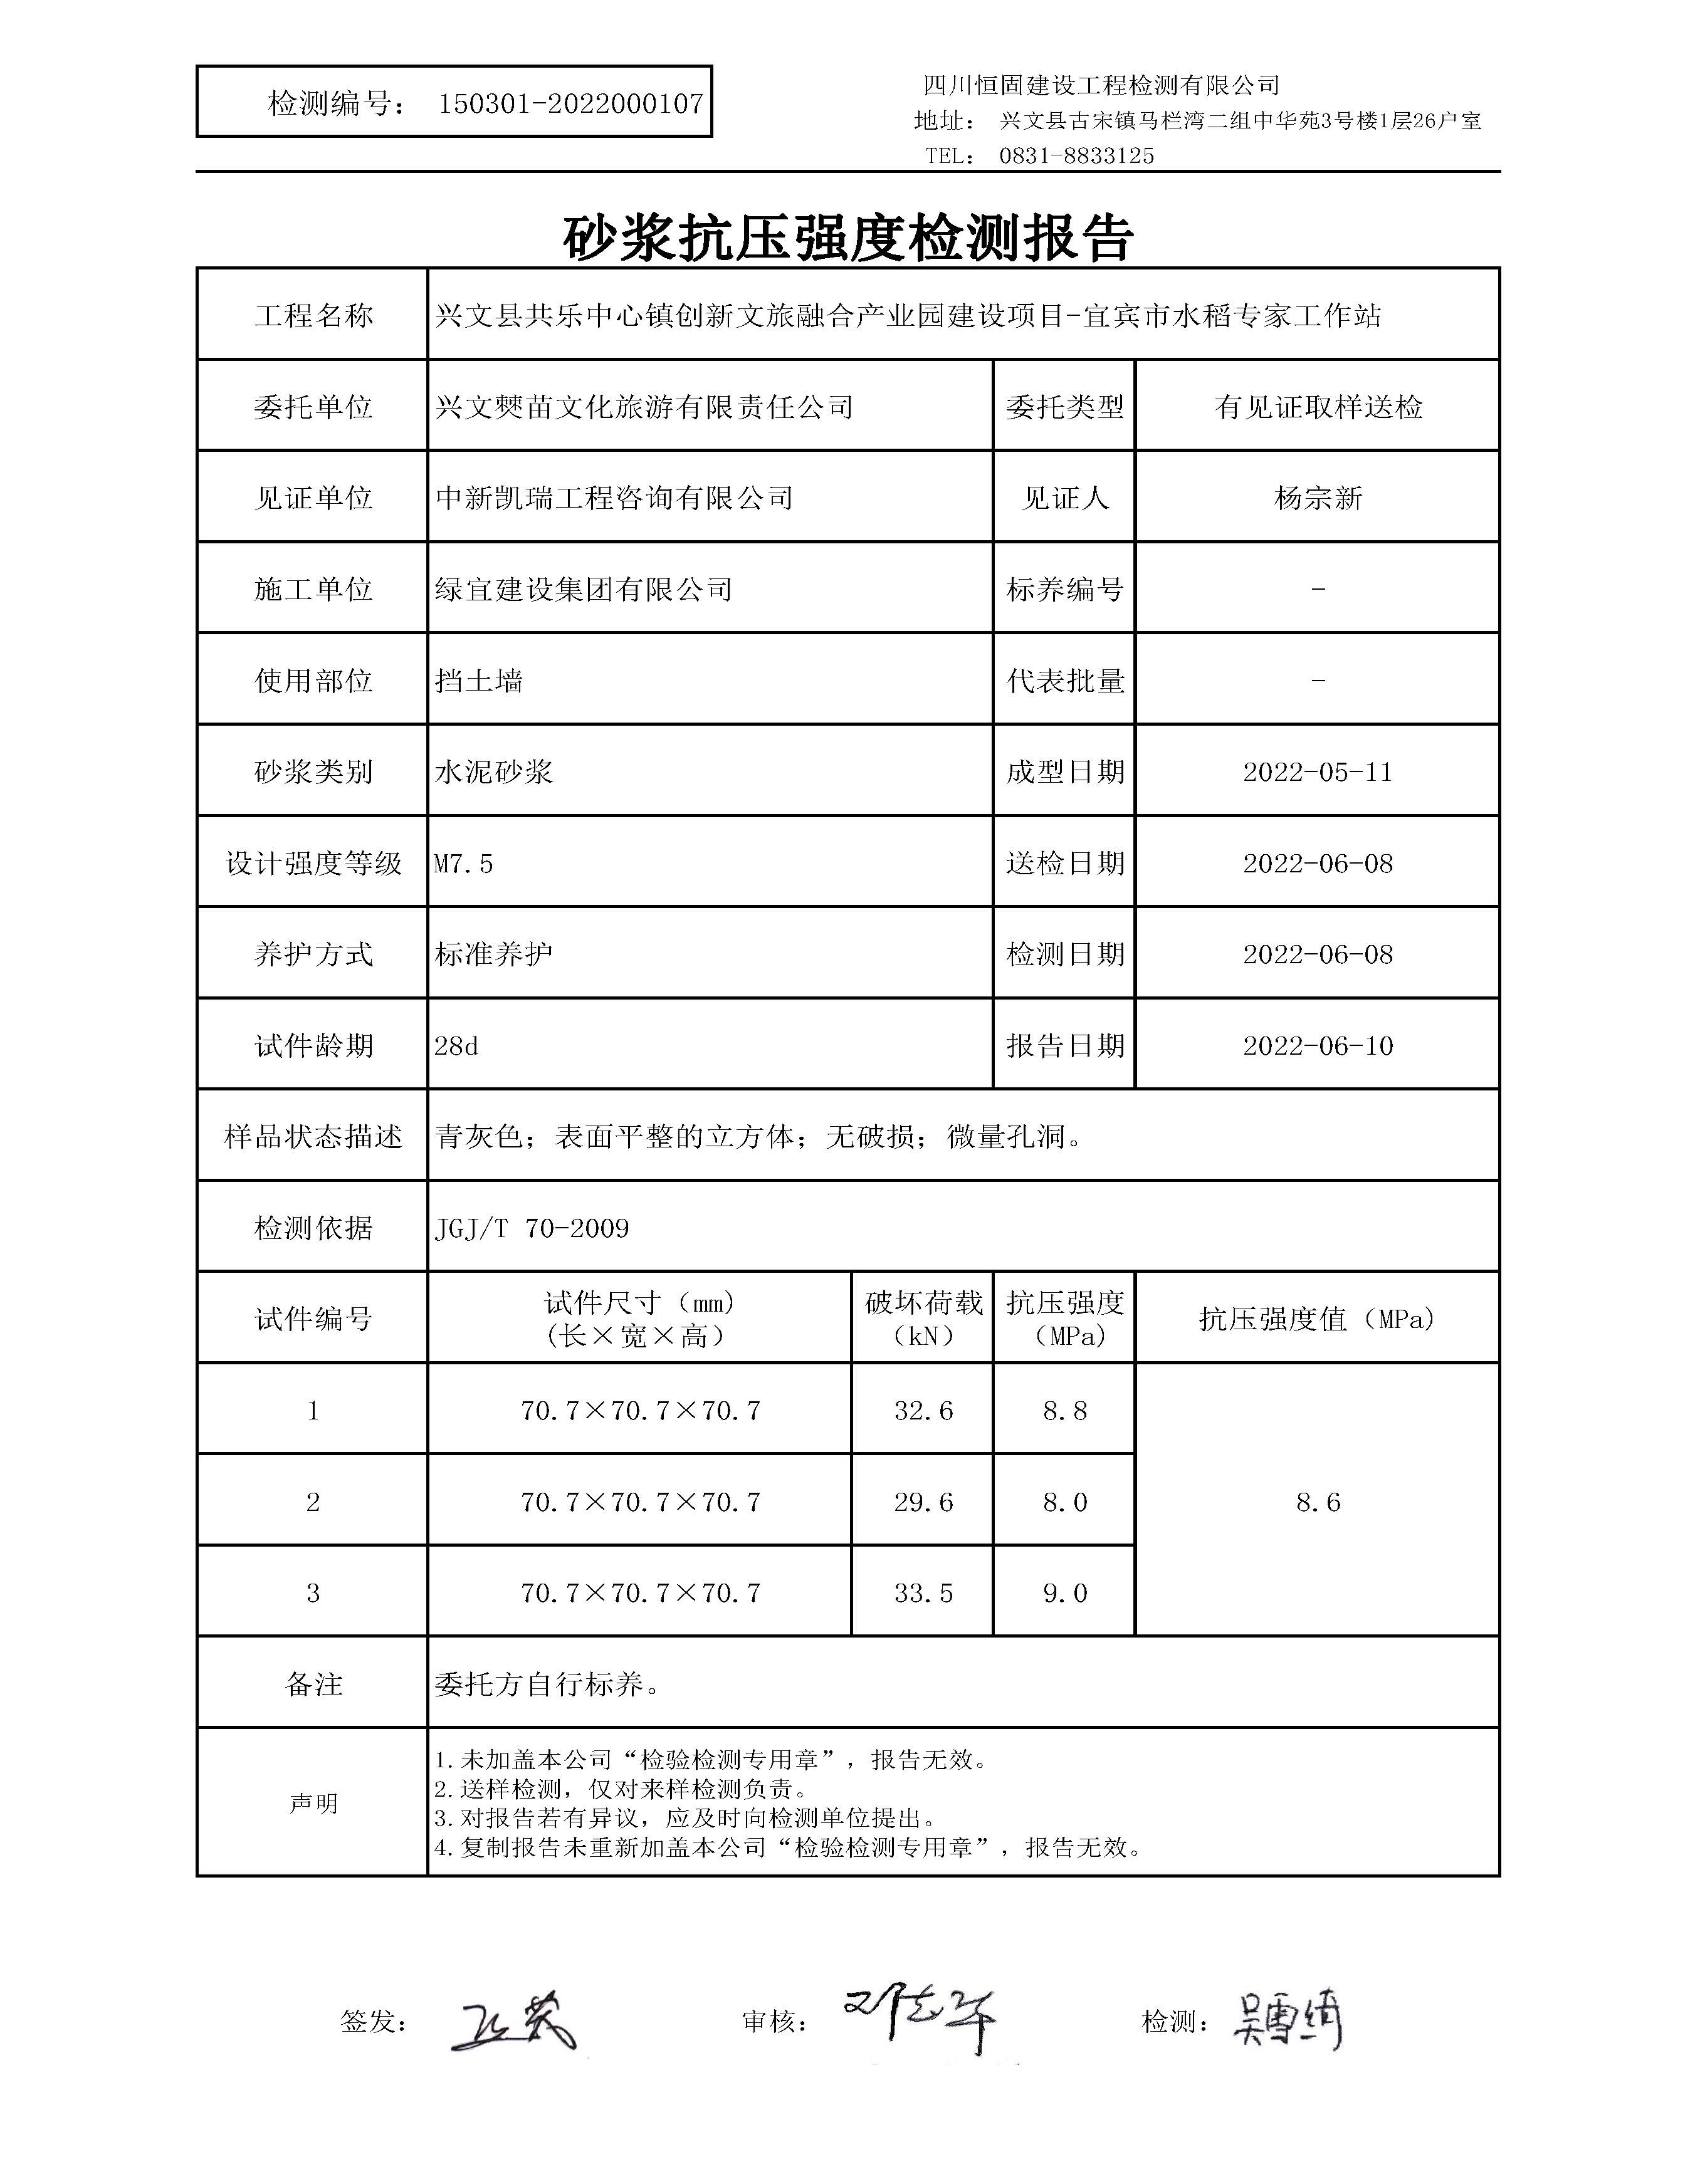 检测编号： 150301-2022000107
四川恒固建设工程检测有限公司
地址： 兴文县古宋镇马栏湾二组中华苑3号楼1层26户室
TEL： 0831-8833125
砂浆抗压强度检测报告
工程名称 兴文县共乐中心镇创新文旅融合产业园建设项目-宜宾市水稻专家工作站
委托单位 兴文僰苗文化旅游有限责任公司 委托类型 有见证取样送检
见证单位 中新凯瑞工程咨询有限公司 见证人 杨宗新
施工单位 绿宜建设集团有限公司 标养编号 -
使用部位 挡土墙 代表批量 -
砂浆类别 水泥砂浆 成型日期 2022-05-11
设计强度等级 M7.5 送检日期 2022-06-08
养护方式 标准养护 检测日期 2022-06-08
试件龄期 28d 报告日期 2022-06-10
样品状态描述 青灰色；表面平整的立方体；无破损；微量孔洞。
检测依据 JGJ/T 70-2009
试件编号 试件尺寸（mm） (长×宽×高） 破坏荷载 （kN） 抗压强度 （MPa） 抗压强度值（MPa）
1 70.7×70.7×70.7 32.6 8.8
2 70.7×70.7×70.7 29.6 8.0 8.6
3 70.7×70.7×70.7 33.5 9.0
备注 委托方自行标养。
声明
1.未加盖本公司“检验检测专用章”，报告无效。
2.送样检测，仅对来样检测负责。
3.对报告若有异议，应及时向检测单位提出。
4.复制报告未重新加盖本公司“检验检测专用章”，报告无效。
签发： 审核： 检测：吴雪绮